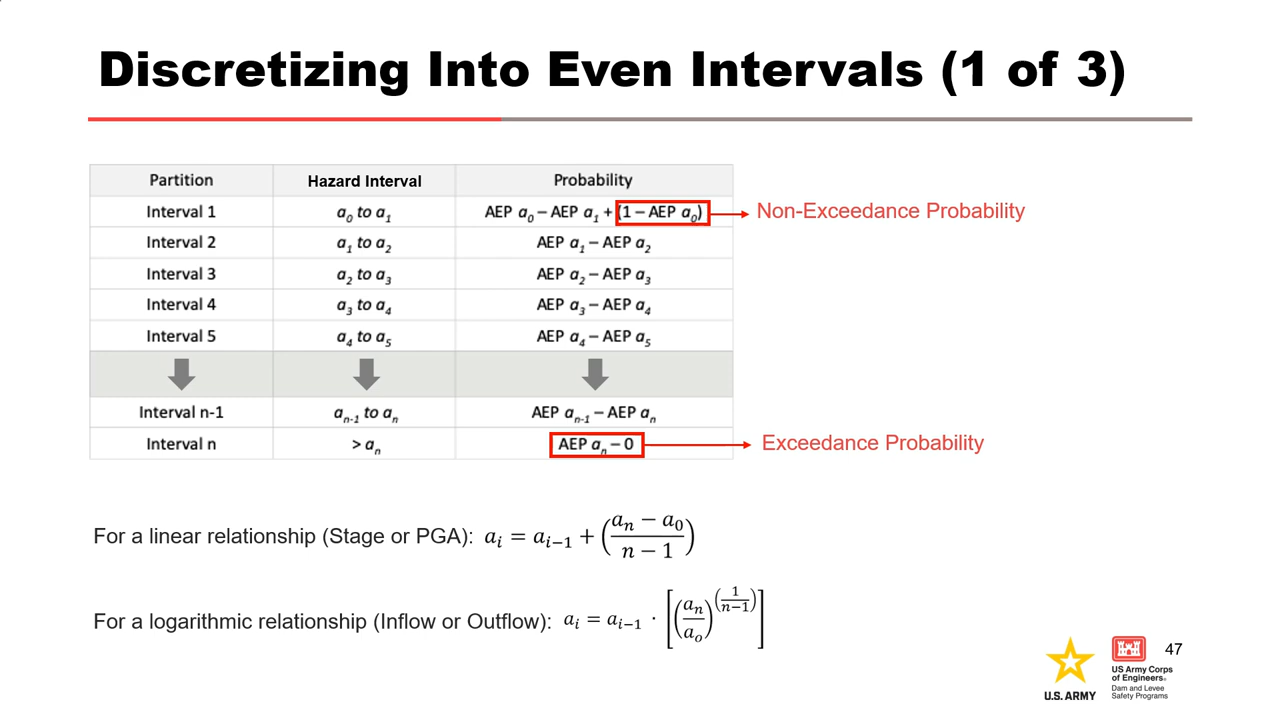 Discretizing Into Even Intervals (1 of 3)
Partition Hazard Interval Probability
Interval 1 a₀ to a₁ AEP a₀ – AEP a₁ + (1 – AEP a₀) Non-Exceedance Probability
Interval 2 a₁ to a₂ AEP a₁ – AEP a₂
Interval 3 a₂ to a₃ AEP a₂ – AEP a₃
Interval 4 a₃ to a₄ AEP a₃ – AEP a₄
Interval 5 a₄ to a₅ AEP a₄ – AEP a₅
Interval n-1 aₙ₋₁ to aₙ AEP aₙ₋₁ – AEP aₙ
Interval n > aₙ AEP aₙ – 0 Exceedance Probability
For a linear relationship (Stage or PGA): aᵢ = aᵢ₋₁ + ((aₙ − a₀)/(n − 1))
For a logarithmic relationship (Inflow or Outflow): aᵢ = aᵢ₋₁ · [(aₙ/aₒ)^(1/(n−1))]
47
U.S. ARMY
US Army Corps
of Engineers®
Dam and Levee
Safety Programs